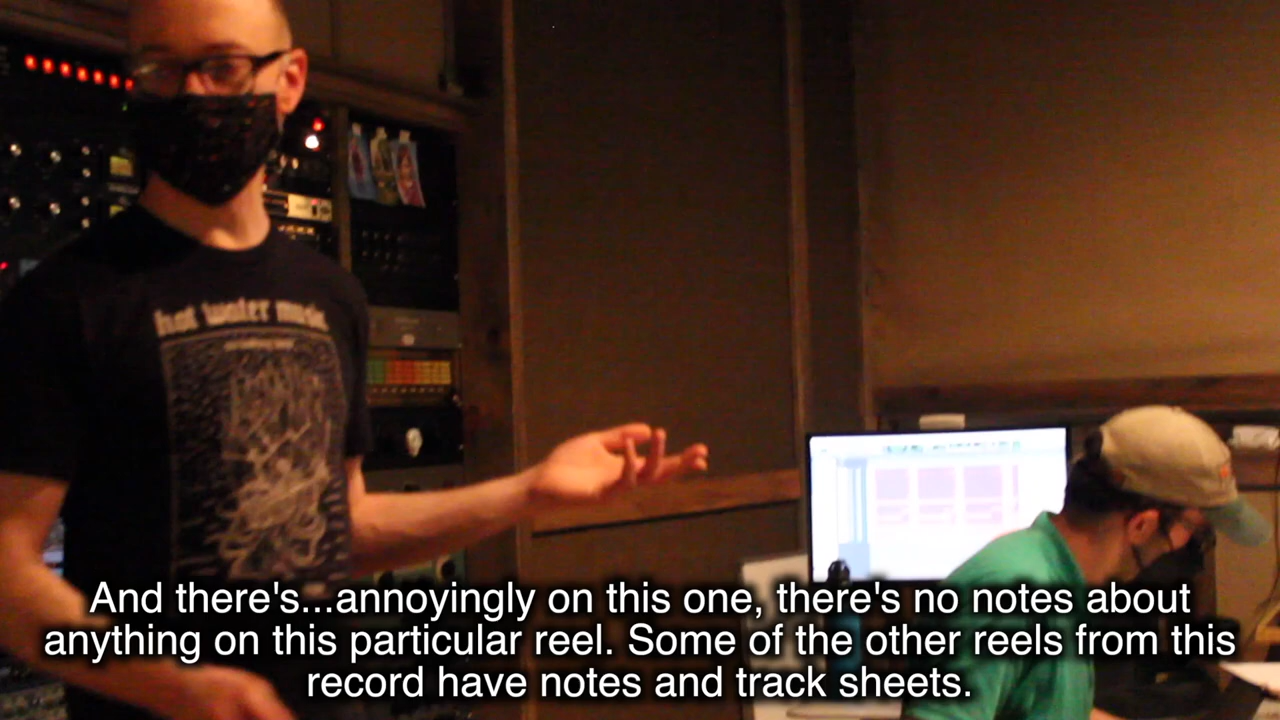 hot water music
And there's...annoyingly on this one, there's no notes about
anything on this particular reel. Some of the other reels from this
record have notes and track sheets.